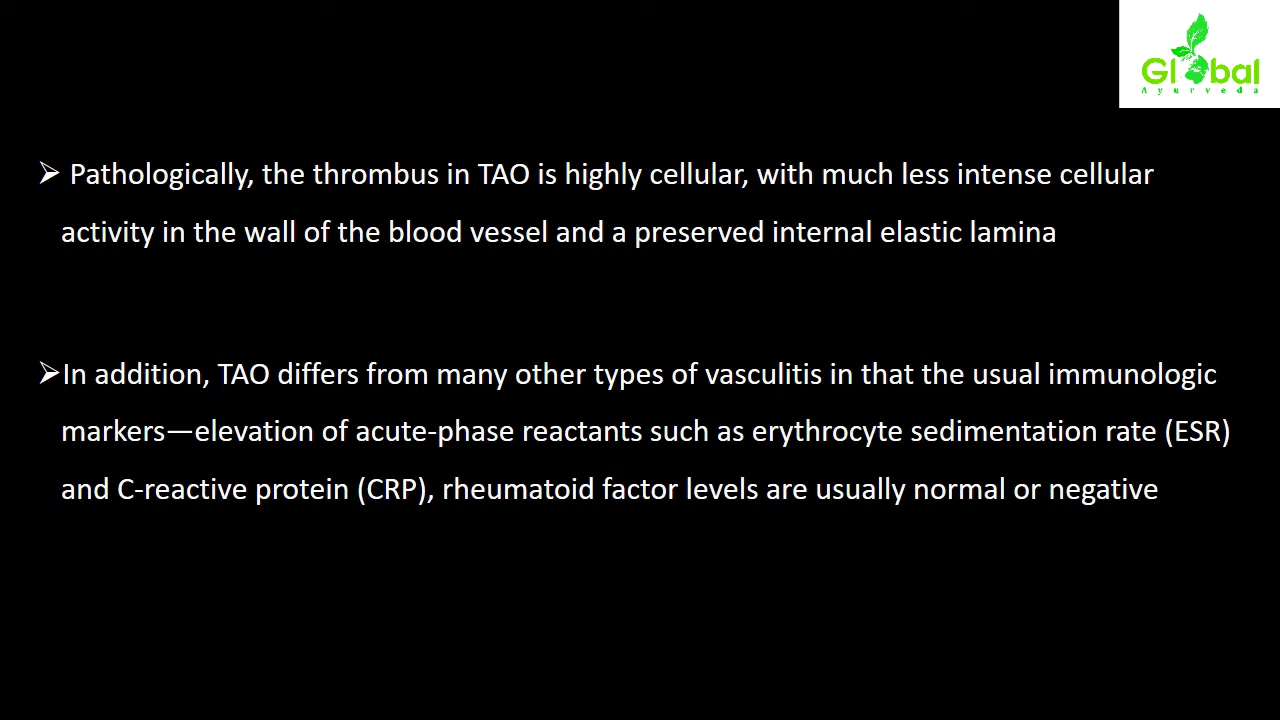 Global
Ayurveda
➢ Pathologically, the thrombus in TAO is highly cellular, with much less intense cellular
activity in the wall of the blood vessel and a preserved internal elastic lamina
➢In addition, TAO differs from many other types of vasculitis in that the usual immunologic
markers—elevation of acute-phase reactants such as erythrocyte sedimentation rate (ESR)
and C-reactive protein (CRP), rheumatoid factor levels are usually normal or negative